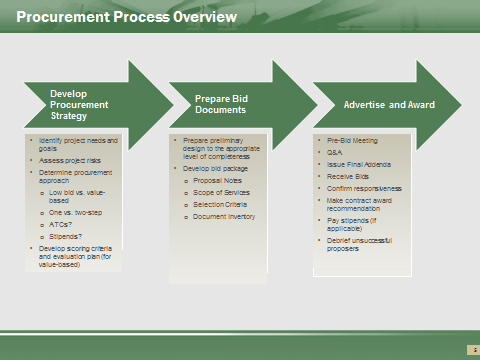 Procurement Process Overview
Develop
Procurement
Strategy
• Identify project needs and
goals
• Assess project risks
• Determine procurement
approach
o Low bid vs. value-
based
o One vs. two-step
o ATCs?
o Stipends?
• Develop scoring criteria
and evaluation plan (for
value-based)
Prepare Bid
Documents
• Prepare preliminary
design to the appropriate
level of completeness
• Develop bid package
o Proposal Notes
o Scope of Services
o Selection Criteria
o Document Inventory
Advertise and Award
• Pre-Bid Meeting
• Q&A
• Issue Final Addenda
• Receive Bids
• Confirm responsiveness
• Make contract award
recommendation
• Pay stipends (if
applicable)
• Debrief unsuccessful
proposers